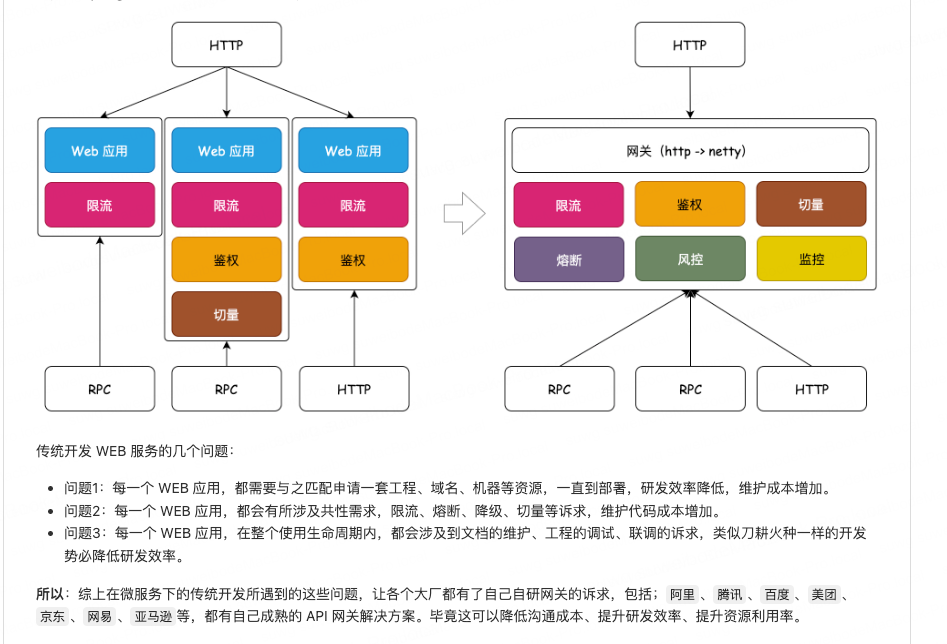 HTTP
HTTP
Web 应用
Web 应用
Web 应用
网关（http -> netty）
限流
限流
限流
限流
鉴权
切量
鉴权
鉴权
熔断
风控
监控
切量
RPC
RPC
HTTP
RPC
RPC
HTTP
传统开发 WEB 服务的几个问题：
问题1：每一个 WEB 应用，都需要与之匹配申请一套工程、域名、机器等资源，一直到部署，研发效率降低，维护成本增加。
问题2：每一个 WEB 应用，都会有所涉及共性需求，限流、熔断、降级、切量等诉求，维护代码成本增加。
问题3：每一个 WEB 应用，在整个使用生命周期内，都会涉及到文档的维护、工程的调试、联调的诉求，类似刀耕火种一样的开发
势必降低研发效率。
所以：综上在微服务下的传统开发所遇到的这些问题，让各个大厂都有了自己自研网关的诉求，包括；阿里、腾讯、百度、美团、
京东、网易、亚马逊等，都有自己成熟的 API 网关解决方案。毕竟这可以降低沟通成本、提升研发效率、提升资源利用率。